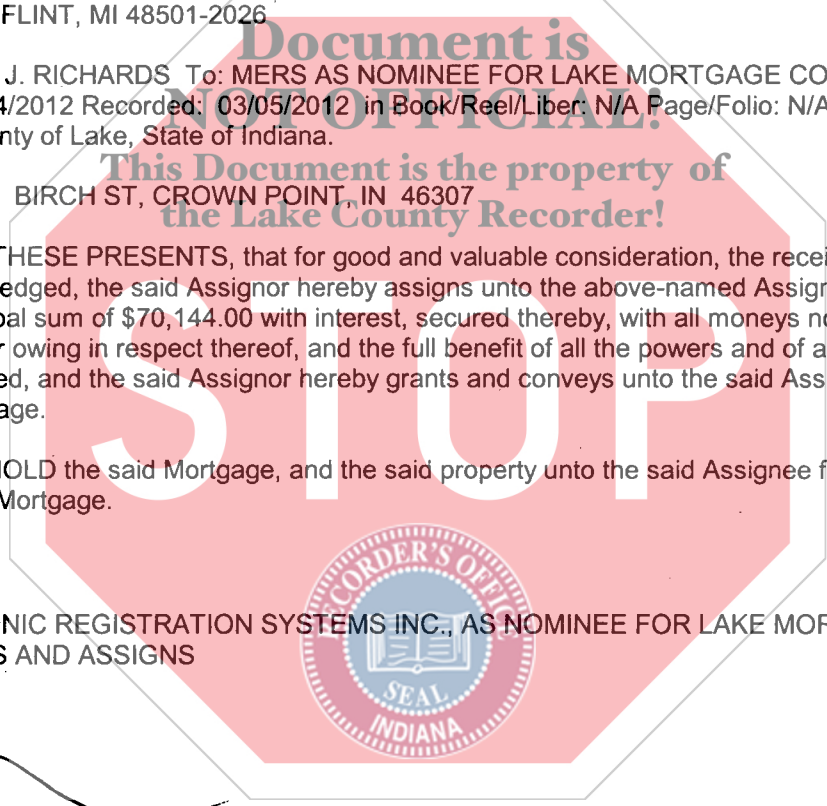 FLINT, MI 48501-2026
Document is
J. RICHARDS To: MERS AS NOMINEE FOR LAKE MORTGAGE CO
4/2012 Recorded: 03/05/2012 in Book/Reel/Liber: N/A Page/Folio: N/A
NOT OFFICIAL!
nty of Lake, State of Indiana.
This Document is the property of
BIRCH ST, CROWN POINT, IN 46307
the Lake County Recorder!
THESE PRESENTS, that for good and valuable consideration, the recei
edged, the said Assignor hereby assigns unto the above-named Assign
pal sum of $70,144.00 with interest, secured thereby, with all moneys no
r owing in respect thereof, and the full benefit of all the powers and of a
ed, and the said Assignor hereby grants and conveys unto the said Ass
age.
STOP
HOLD the said Mortgage, and the said property unto the said Assignee f
Mortgage.
RECORDER'S OFFICE
NIC REGISTRATION SYSTEMS INC., AS NOMINEE FOR LAKE MOR
S AND ASSIGNS
SEAL
INDIANA